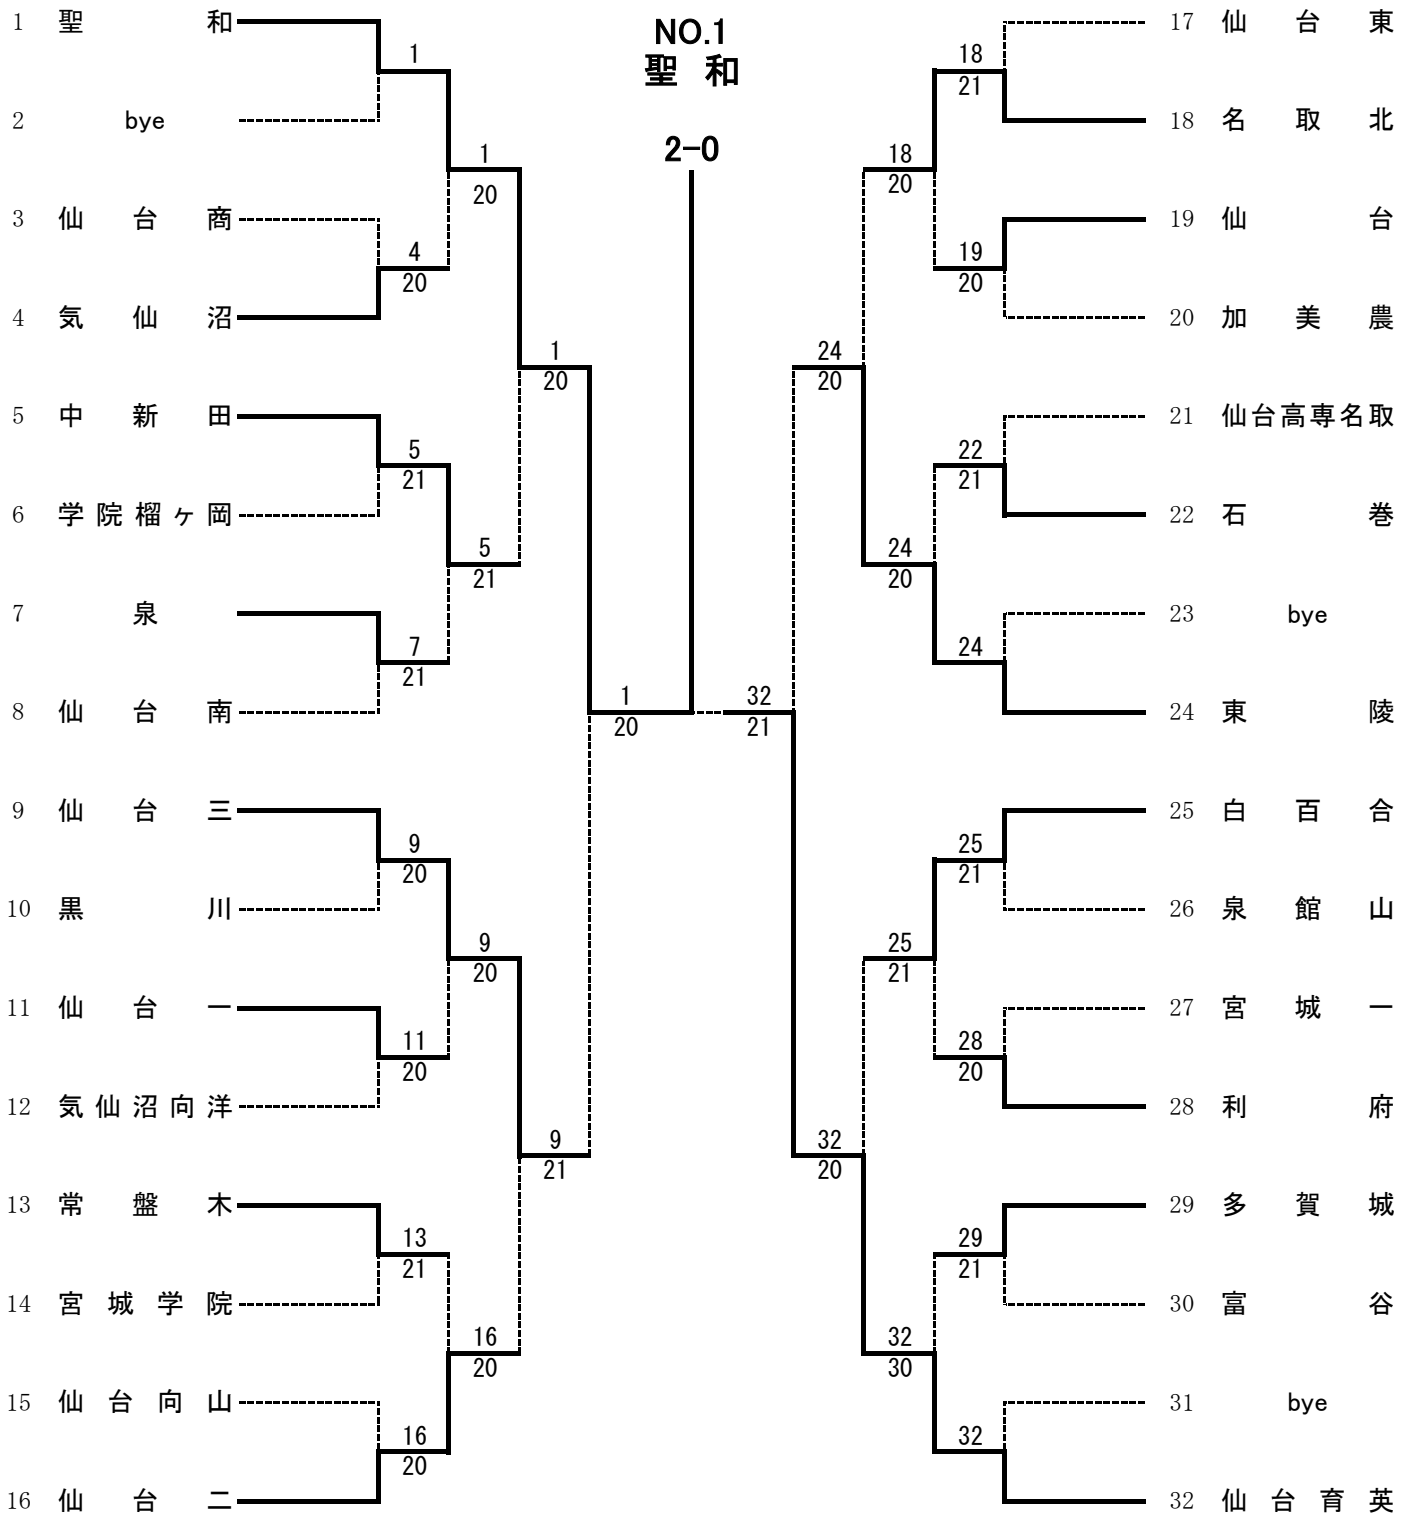 NO.1
聖 和
2-0
1 聖 和
2 bye
3 仙 台 商
4 気 仙 沼
5 中 新 田
6 学院榴ヶ岡
7 泉
8 仙 台 南
9 仙 台 三
10 黒 川
11 仙 台 一
12 気仙沼向洋
13 常 盤 木
14 宮 城 学 院
15 仙 台 向 山
16 仙 台 二
1
4
20
5
21
7
21
9
20
11
20
13
21
16
20
1
20
5
21
9
20
16
20
1
20
9
21
1
20
32
21
24
20
32
20
18
20
24
20
25
21
32
30
18
21
19
20
22
21
24
25
21
28
20
29
21
32
17 仙 台 東
18 名 取 北
19 仙 台
20 加 美 農
21 仙台高専名取
22 石 巻
23 bye
24 東 陵
25 白 百 合
26 泉 館 山
27 宮 城 一
28 利 府
29 多 賀 城
30 富 谷
31 bye
32 仙 台 育 英